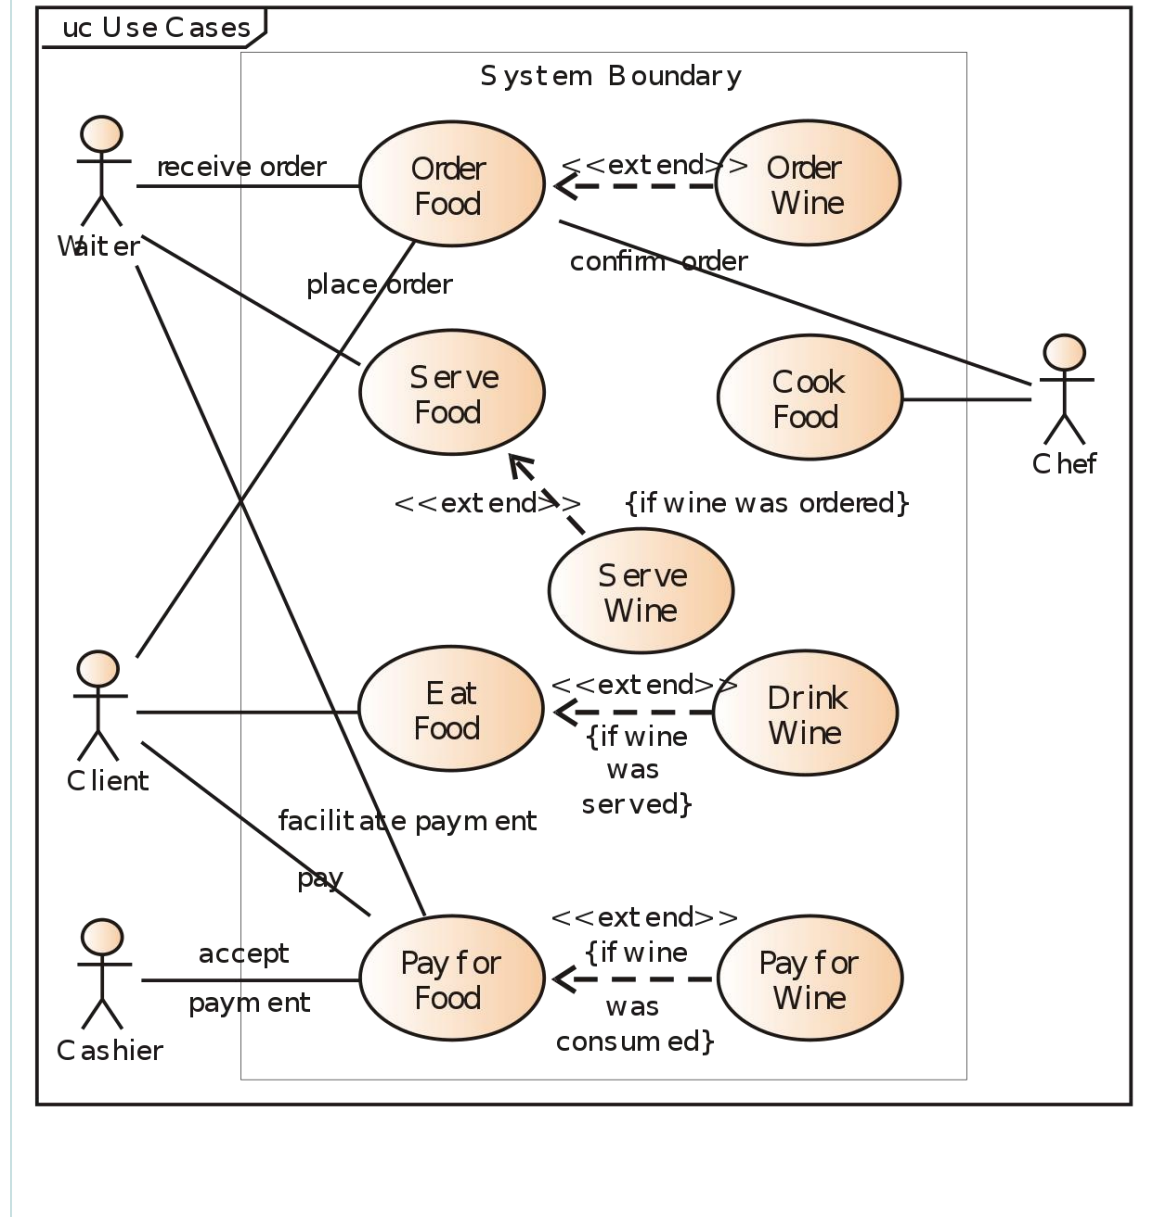 uc Use Cases
System Boundary
receive order
Order
Food
<<extend>>
Order
Wine
Waiter
confirm order
place order
Serve
Food
Cook
Food
Chef
<<extend>>
{if wine was ordered}
Serve
Wine
Eat
Food
<<extend>>
{if wine
was
served}
Drink
Wine
Client
facilitate payment
pay
accept
payment
Pay for
Food
<<extend>>
{if wine
was
consumed}
Pay for
Wine
Cashier